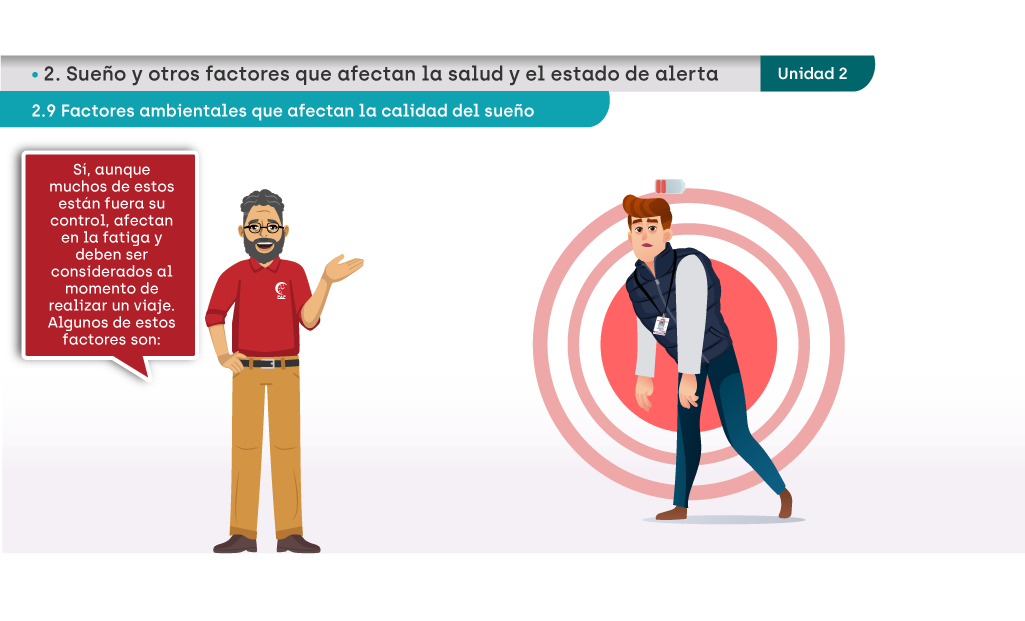 • 2. Sueño y otros factores que afectan la salud y el estado de alerta
Unidad 2
2.9 Factores ambientales que afectan la calidad del sueño
Sí, aunque
muchos de estos
están fuera su
control, afectan
en la fatiga y
deben ser
considerados al
momento de
realizar un viaje.
Algunos de estos
factores son: